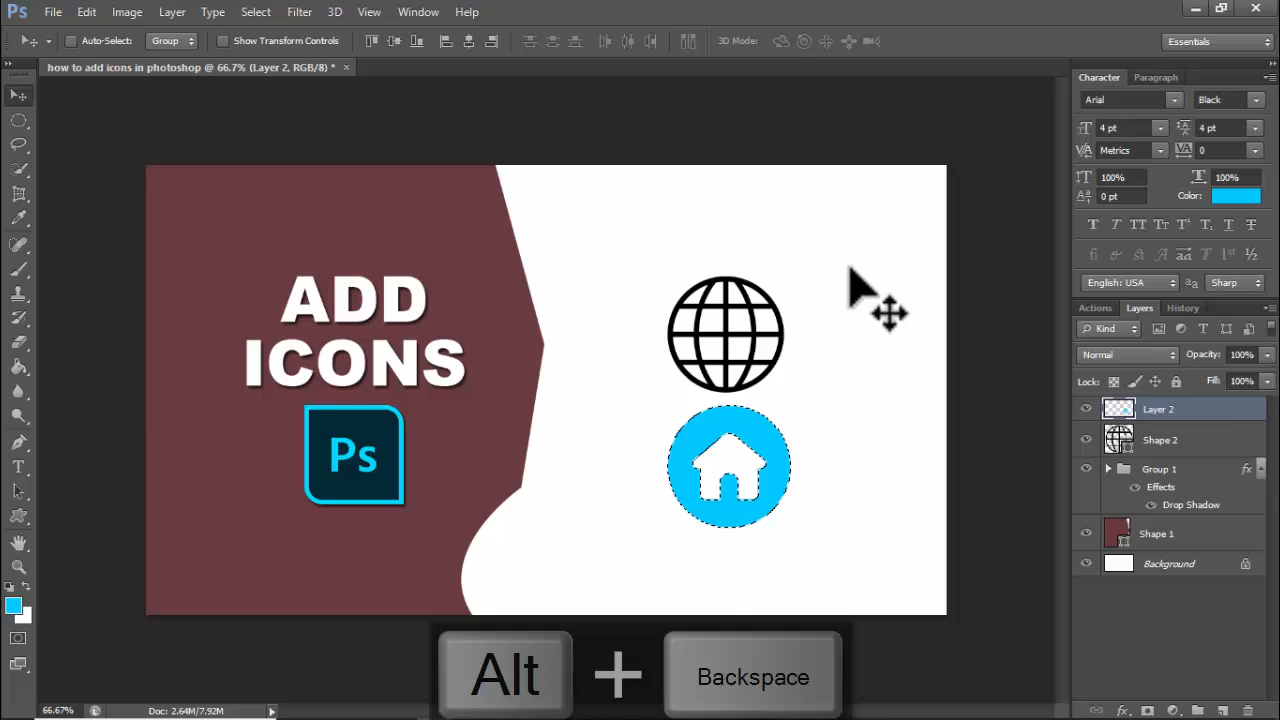 Ps File Edit Image Layer Type Select Filter 3D View Window Help
Auto-Select: Group Show Transform Controls 3D Mode: Essentials
how to add icons in photoshop @ 66.7% (Layer 2, RGB/8) * ×
Character Paragraph
Arial Black
4 pt 4 pt
Metrics 0
100% 100%
0 pt Color:
English: USA Sharp
Actions Layers History
Kind
Normal Opacity: 100%
Lock: Fill: 100%
Layer 2
Shape 2
Group 1 fx
Effects
Drop Shadow
Shape 1
Background
ADD
ICONS
Ps
Alt + Backspace
66.67% Doc: 2.64M/7.92M